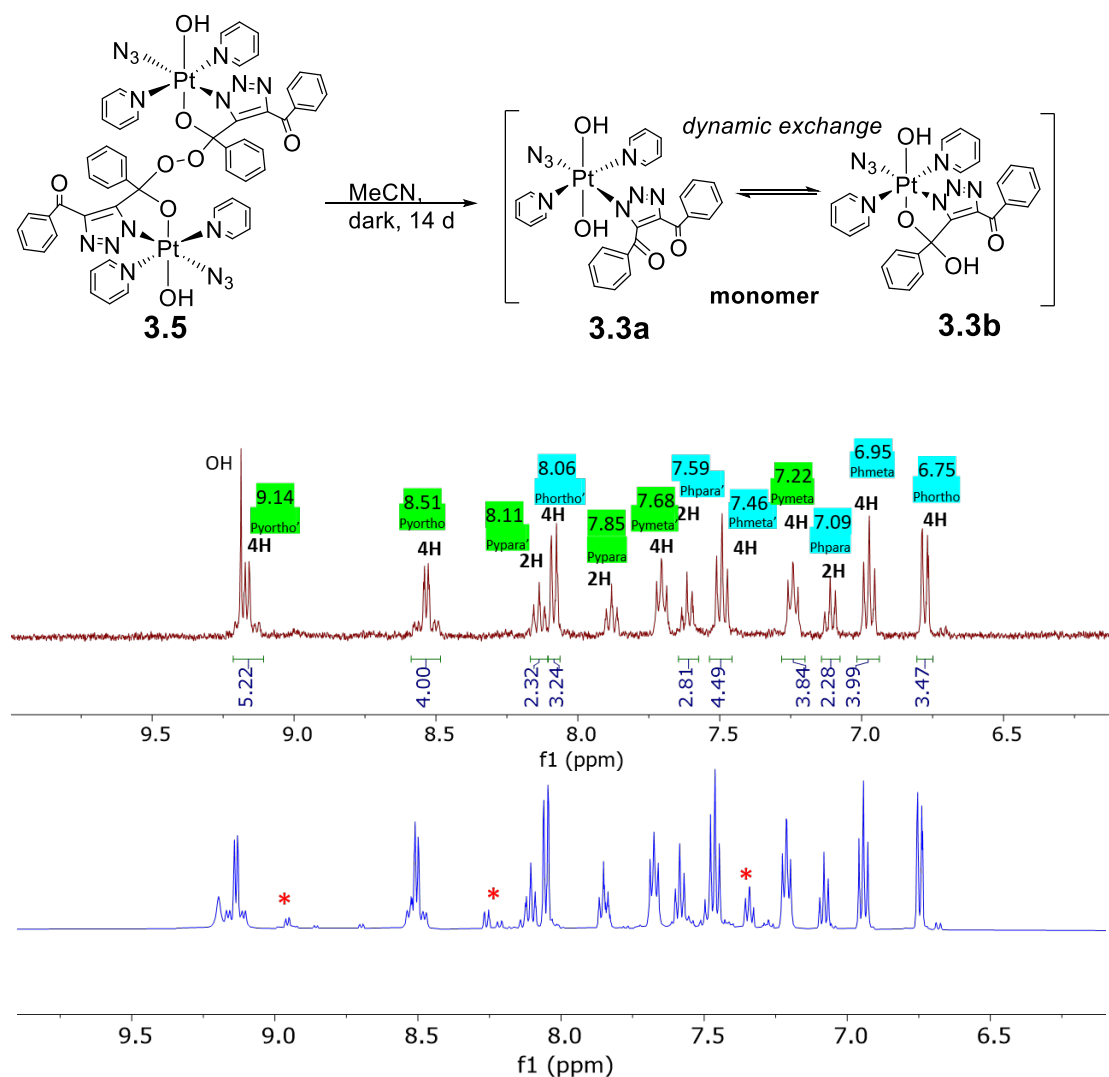 OH
N3
N
Pt
N
N
N
N
O
O
O
O
O
O
N
N
N
N
Pt
N
N3
OH
3.5
MeCN,
dark, 14 d
OH
N3
N
Pt
N
N
N
N
OH
O
O
3.3a
dynamic exchange
monomer
OH
N3
N
Pt
N
N
N
N
O
O
OH
3.3b
OH
9.14
Pyortho'
4H
8.51
Pyortho
4H
8.11
Pypara'
2H
8.06
Phortho'
4H
7.85
Pypara
2H
7.68
Pymeta'
4H
7.59
Phpara'
2H
7.46
Phmeta'
4H
7.22
Pymeta
4H
7.09
Phpara
2H
6.95
Phmeta
4H
6.75
Phortho
4H
5.22
4.00
2.32
3.24
2.81
4.49
3.84
2.28
3.99
3.47
9.5 9.0 8.5 8.0 7.5 7.0 6.5
f1 (ppm)
* * *
9.5 9.0 8.5 8.0 7.5 7.0 6.5
f1 (ppm)